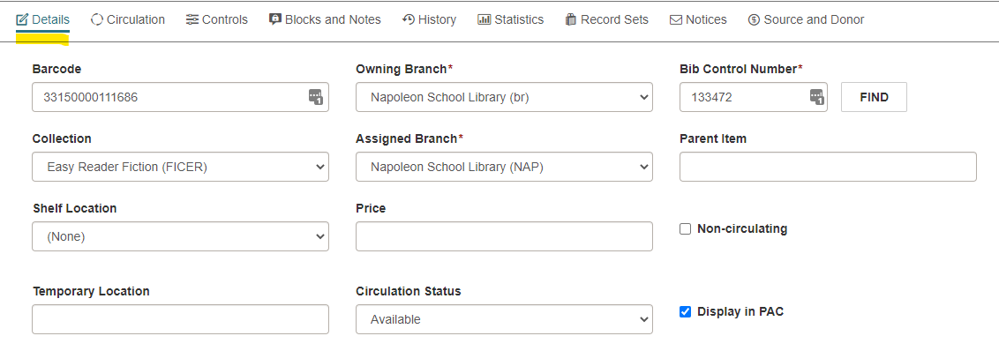 Details Circulation Controls Blocks and Notes History Statistics Record Sets Notices Source and Donor
Barcode Owning Branch* Bib Control Number*
33150000111686 1 Napoleon School Library (br) 133472 1 FIND
Collection Assigned Branch* Parent Item
Easy Reader Fiction (FICER) Napoleon School Library (NAP)
Shelf Location Price
(None) Non-circulating
Temporary Location Circulation Status
Available Display in PAC